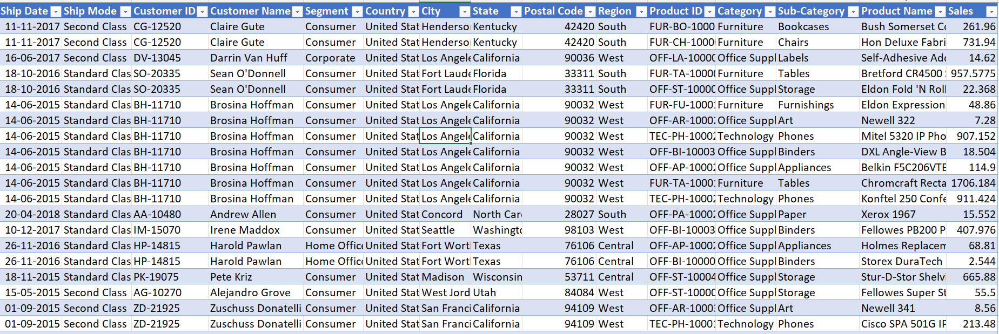 Ship Date Ship Mode Customer ID Customer Name Segment Country City State Postal Code Region Product ID Category Sub-Category Product Name Sales
11-11-2017 Second Class CG-12520 Claire Gute Consumer United Stat Henderso Kentucky 42420 South FUR-BO-1000 Furniture Bookcases Bush Somerset Co 261.96
11-11-2017 Second Class CG-12520 Claire Gute Consumer United Stat Henderso Kentucky 42420 South FUR-CH-1000 Furniture Chairs Hon Deluxe Fabri 731.94
16-06-2017 Second Class DV-13045 Darrin Van Huff Corporate United Stat Los Angele California 90036 West OFF-LA-1000 Office Suppl Labels Self-Adhesive Add 14.62
18-10-2016 Standard Clas SO-20335 Sean O'Donnell Consumer United Stat Fort Laude Florida 33311 South FUR-TA-1000 Furniture Tables Bretford CR4500 957.5775
18-10-2016 Standard Clas SO-20335 Sean O'Donnell Consumer United Stat Fort Laude Florida 33311 South OFF-ST-1000 Office Suppl Storage Eldon Fold 'N Roll 22.368
14-06-2015 Standard Clas BH-11710 Brosina Hoffman Consumer United Stat Los Angele California 90032 West FUR-FU-1000 Furniture Furnishings Eldon Expression 48.86
14-06-2015 Standard Clas BH-11710 Brosina Hoffman Consumer United Stat Los Angele California 90032 West OFF-AR-1000 Office Suppl Art Newell 322 7.28
14-06-2015 Standard Clas BH-11710 Brosina Hoffman Consumer United Stat Los Angele California 90032 West TEC-PH-1000 Technology Phones Mitel 5320 IP Pho 907.152
14-06-2015 Standard Clas BH-11710 Brosina Hoffman Consumer United Stat Los Angele California 90032 West OFF-BI-10003 Office Suppl Binders DXL Angle-View B 18.504
14-06-2015 Standard Clas BH-11710 Brosina Hoffman Consumer United Stat Los Angele California 90032 West OFF-AP-1000 Office Suppl Appliances Belkin F5C206VTE 114.9
14-06-2015 Standard Clas BH-11710 Brosina Hoffman Consumer United Stat Los Angele California 90032 West FUR-TA-1000 Furniture Tables Chromcraft Recta 1706.184
14-06-2015 Standard Clas BH-11710 Brosina Hoffman Consumer United Stat Los Angele California 90032 West TEC-PH-1000 Technology Phones Konftel 250 Confe 911.424
20-04-2018 Standard Clas AA-10480 Andrew Allen Consumer United Stat Concord North Car 28027 South OFF-PA-1000 Office Suppl Paper Xerox 1967 15.552
10-12-2017 Standard Clas IM-15070 Irene Maddox Consumer United Stat Seattle Washingto 98103 West OFF-BI-10003 Office Suppl Binders Fellowes PB200 P 407.976
26-11-2016 Standard Clas HP-14815 Harold Pawlan Home Office United Stat Fort Wort Texas 76106 Central OFF-AP-1000 Office Suppl Appliances Holmes Replacem 68.81
26-11-2016 Standard Clas HP-14815 Harold Pawlan Home Office United Stat Fort Wort Texas 76106 Central OFF-BI-10000 Office Suppl Binders Storex DuraTech 2.544
18-11-2015 Standard Clas PK-19075 Pete Kriz Consumer United Stat Madison Wisconsin 53711 Central OFF-ST-10004 Office Suppl Storage Stur-D-Stor Shelvi 665.88
15-05-2015 Second Class AG-10270 Alejandro Grove Consumer United Stat West Jord Utah 84084 West OFF-ST-1000 Office Suppl Storage Fellowes Super St 55.5
01-09-2015 Second Class ZD-21925 Zuschuss Donatelli Consumer United Stat San Franci California 94109 West OFF-AR-1000 Office Suppl Art Newell 341 8.56
01-09-2015 Second Class ZD-21925 Zuschuss Donatelli Consumer United Stat San Franci California 94109 West TEC-PH-1000 Technology Phones Cisco SPA 501G IP 213.48